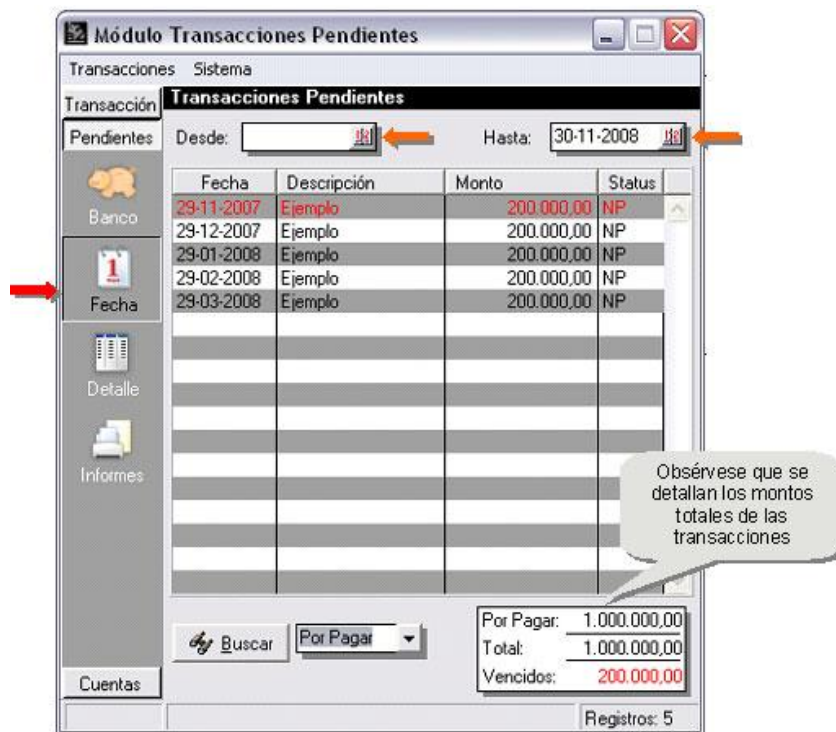 Módulo Transacciones Pendientes
Transacciones Sistema
Transacción
Transacciones Pendientes
Pendientes
Desde:
Hasta: 30-11-2008
Fecha Descripción Monto Status
29-11-2007 Ejemplo 200.000,00 NP
29-12-2007 Ejemplo 200.000,00 NP
29-01-2008 Ejemplo 200.000,00 NP
29-02-2008 Ejemplo 200.000,00 NP
29-03-2008 Ejemplo 200.000,00 NP
Banco
1
Fecha
Detalle
Informes
Obsérvese que se
detallan los montos
totales de las
transacciones
Buscar
Por Pagar
Por Pagar: 1.000.000,00
Total: 1.000.000,00
Vencidos: 200.000,00
Cuentas
Registros: 5